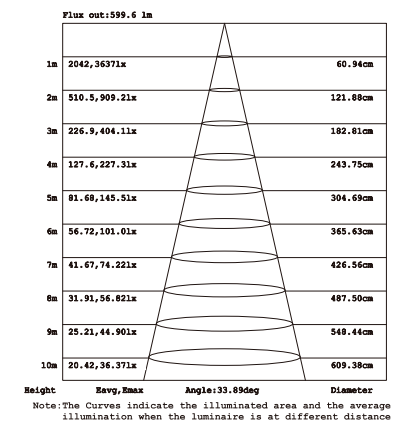 Flux out:599.6 lm
1m 2042,3637lx 60.94cm
2m 510.5,909.2lx 121.88cm
3m 226.9,404.1lx 182.81cm
4m 127.6,227.3lx 243.75cm
5m 81.68,145.5lx 304.69cm
6m 56.72,101.0lx 365.63cm
7m 41.67,74.22lx 426.56cm
8m 31.91,56.82lx 487.50cm
9m 25.21,44.90lx 548.44cm
10m 20.42,36.37lx 609.38cm
Height Eavg,Emax Angle:33.89deg Diameter
Note:The Curves indicate the illuminated area and the average
illumination when the luminaire is at different distance